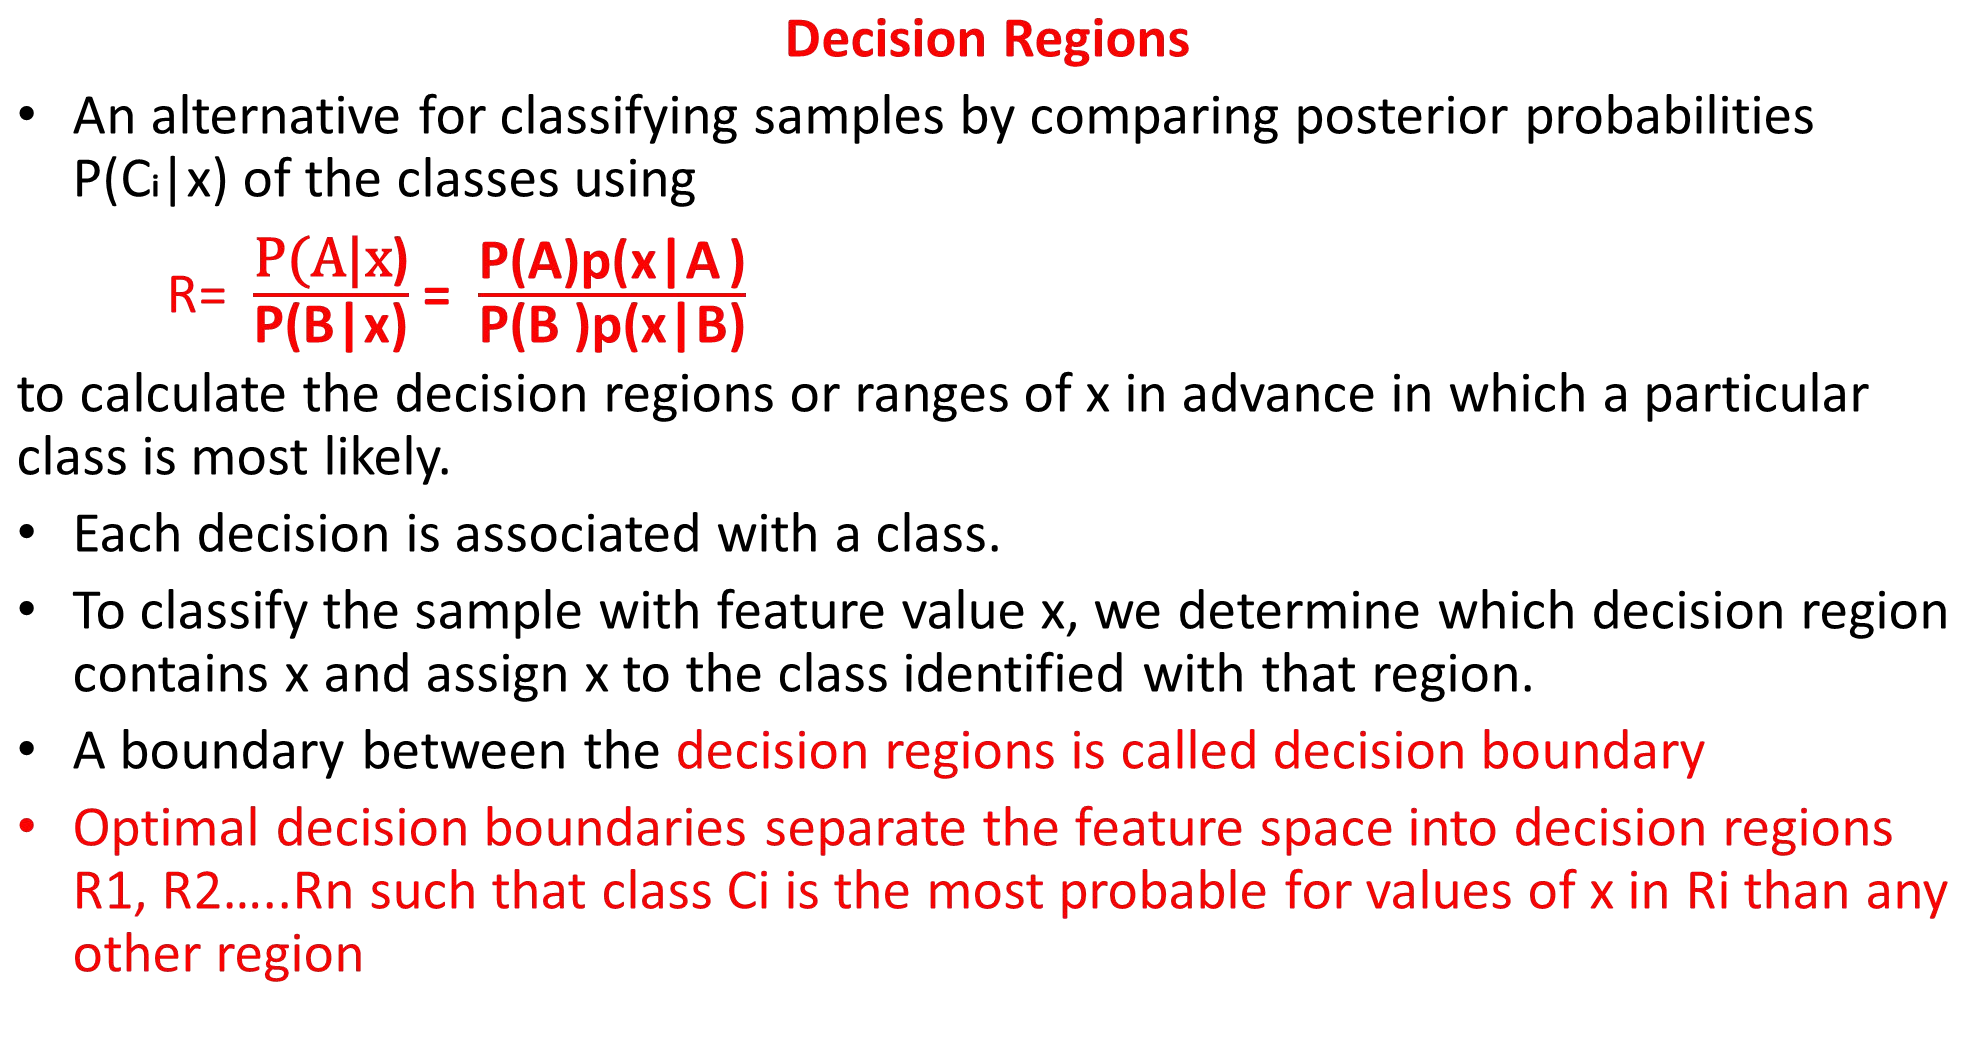 Decision Regions
• An alternative for classifying samples by comparing posterior probabilities
P(Ci|x) of the classes using
R= P(A|x) / P(B|x) = P(A)p(x|A ) / P(B )p(x|B)
to calculate the decision regions or ranges of x in advance in which a particular
class is most likely.
• Each decision is associated with a class.
• To classify the sample with feature value x, we determine which decision region
contains x and assign x to the class identified with that region.
• A boundary between the decision regions is called decision boundary
• Optimal decision boundaries separate the feature space into decision regions
R1, R2…..Rn such that class Ci is the most probable for values of x in Ri than any
other region